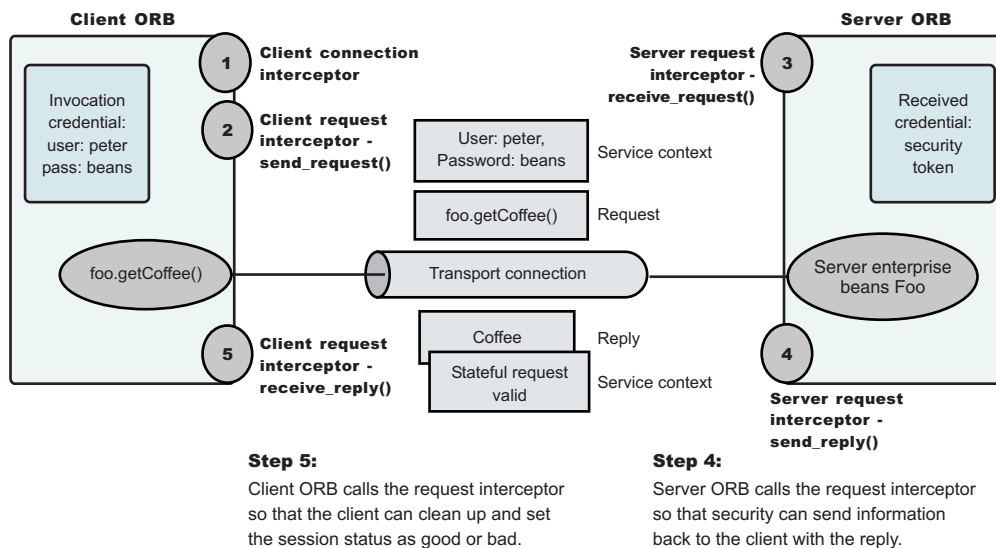 Client ORB
Server ORB
1
Client connection
interceptor
Server request
interceptor -
receive_request()
3
Invocation
credential:
user: peter
pass: beans
2
Client request
interceptor -
send_request()
User: peter,
Password: beans
Service context
Received
credential:
security
token
foo.getCoffee()
Request
foo.getCoffee()
Transport connection
Server enterprise
beans Foo
5
Client request
interceptor -
receive_reply()
Coffee
Reply
Stateful request
valid
Service context
4
Server request
interceptor -
send_reply()
Step 5:
Client ORB calls the request interceptor
so that the client can clean up and set
the session status as good or bad.
Step 4:
Server ORB calls the request interceptor
so that security can send information
back to the client with the reply.